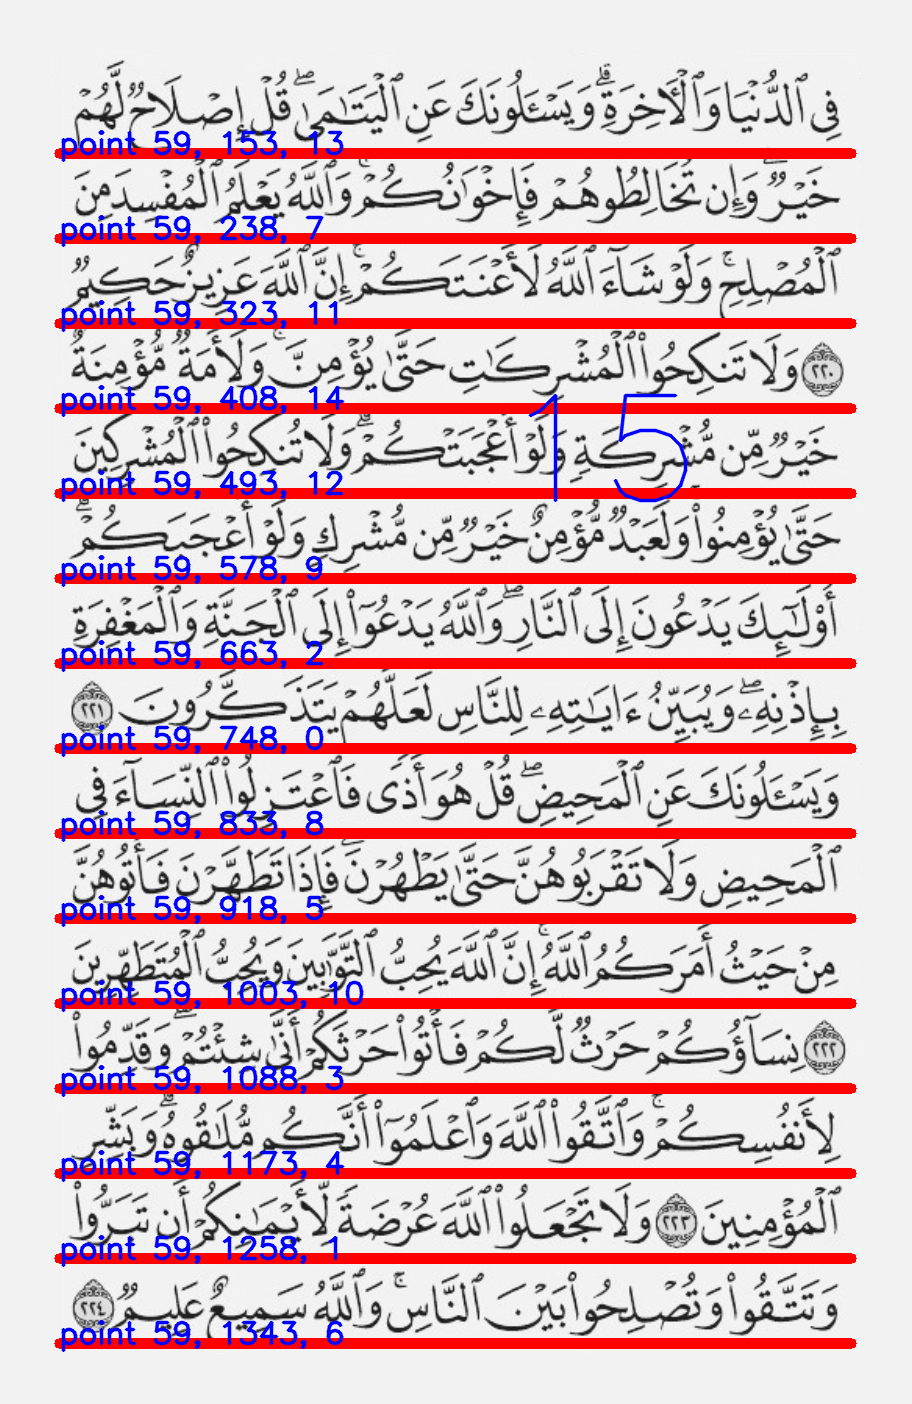 فِى ٱلدُّنْيَا وَٱلْـَٔاخِرَةِ ۗ وَيَسْـَٔلُونَكَ عَنِ ٱلْيَتَـٰمَىٰ ۖ قُلْ إِصْلَاحٌ لَّهُمْ
point 59, 153, 13
خَيْرٌ ۖ وَإِن تُخَالِطُوهُمْ فَإِخْوَٰنُكُمْ ۚ وَٱللَّهُ يَعْلَمُ ٱلْمُفْسِدَ مِنَ
point 59, 238, 7
ٱلْمُصْلِحِ ۚ وَلَوْ شَآءَ ٱللَّهُ لَأَعْنَتَكُمْ ۚ إِنَّ ٱللَّهَ عَزِيزٌ حَكِيمٌ
point 59, 323, 11
٢٢٠ وَلَا تَنكِحُوا۟ ٱلْمُشْرِكَـٰتِ حَتَّىٰ يُؤْمِنَّ ۚ وَلَأَمَةٌ مُّؤْمِنَةٌ
point 59, 408, 14
15
خَيْرٌ مِّن مُّشْرِكَةٍ وَلَوْ أَعْجَبَتْكُمْ ۗ وَلَا تُنكِحُوا۟ ٱلْمُشْرِكِينَ
point 59, 493, 12
حَتَّىٰ يُؤْمِنُوا۟ وَلَعَبْدٌ مُّؤْمِنٌ خَيْرٌ مِّن مُّشْرِكٍ وَلَوْ أَعْجَبَكُمْ ۗ
point 59, 578, 9
أُو۟لَـٰٓئِكَ يَدْعُونَ إِلَى ٱلنَّارِ ۖ وَٱللَّهُ يَدْعُوٓا۟ إِلَى ٱلْجَنَّةِ وَٱلْمَغْفِرَةِ
point 59, 663, 2
بِإِذْنِهِۦ ۖ وَيُبَيِّنُ ءَايَـٰتِهِۦ لِلنَّاسِ لَعَلَّهُمْ يَتَذَكَّرُونَ ٢٢١
point 59, 748, 0
وَيَسْـَٔلُونَكَ عَنِ ٱلْمَحِيضِ ۖ قُلْ هُوَ أَذًى فَٱعْتَزِلُوا۟ ٱلنِّسَآءَ فِى
point 59, 833, 8
ٱلْمَحِيضِ وَلَا تَقْرَبُوهُنَّ حَتَّىٰ يَطْهُرْنَ ۖ فَإِذَا تَطَهَّرْنَ فَأْتُوهُنَّ
point 59, 918, 5
مِنْ حَيْثُ أَمَرَكُمُ ٱللَّهُ ۚ إِنَّ ٱللَّهَ يُحِبُّ ٱلتَّوَّٰبِينَ وَيُحِبُّ ٱلْمُتَطَهِّرِينَ
point 59, 1003, 10
٢٢٢ نِسَآؤُكُمْ حَرْثٌ لَّكُمْ فَأْتُوا۟ حَرْثَكُمْ أَنَّىٰ شِئْتُمْ ۖ وَقَدِّمُوا۟
point 59, 1088, 3
لِأَنفُسِكُمْ ۚ وَٱتَّقُوا۟ ٱللَّهَ وَٱعْلَمُوٓا۟ أَنَّكُم مُّلَـٰقُوهُ ۗ وَبَشِّرِ
point 59, 1173, 4
ٱلْمُؤْمِنِينَ ٢٢٣ وَلَا تَجْعَلُوا۟ ٱللَّهَ عُرْضَةً لِّأَيْمَـٰنِكُمْ أَن تَبَرُّوا۟
point 59, 1258, 1
وَتَتَّقُوا۟ وَتُصْلِحُوا۟ بَيْنَ ٱلنَّاسِ ۚ وَٱللَّهُ سَمِيعٌ عَلِيمٌ ٢٢٤
point 59, 1343, 6